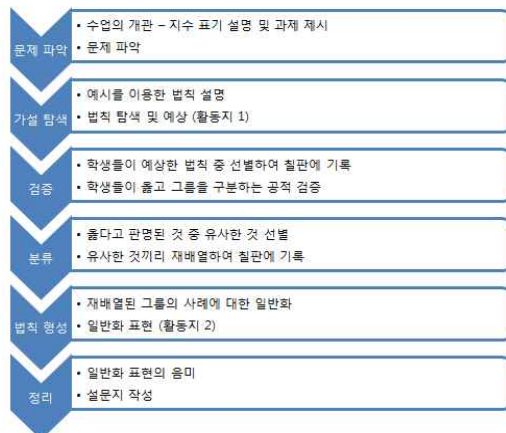 문제 파악
• 수업의 개관 – 지수 표기 설명 및 과제 제시
• 문제 파악
가설 탐색
• 예시를 이용한 법칙 설명
• 법칙 탐색 및 예상 (활동지 1)
검증
• 학생들이 예상한 법칙 중 선별하여 칠판에 기록
• 학생들이 옳고 그름을 구분하는 공적 검증
분류
• 옳다고 판명된 것 중 유사한 것 선별
• 유사한 것끼리 재배열하여 칠판에 기록
법칙 형성
• 재배열된 그룹의 사례에 대한 일반화
• 일반화 표현 (활동지 2)
정리
• 일반화 표현의 음미
• 설문지 작성